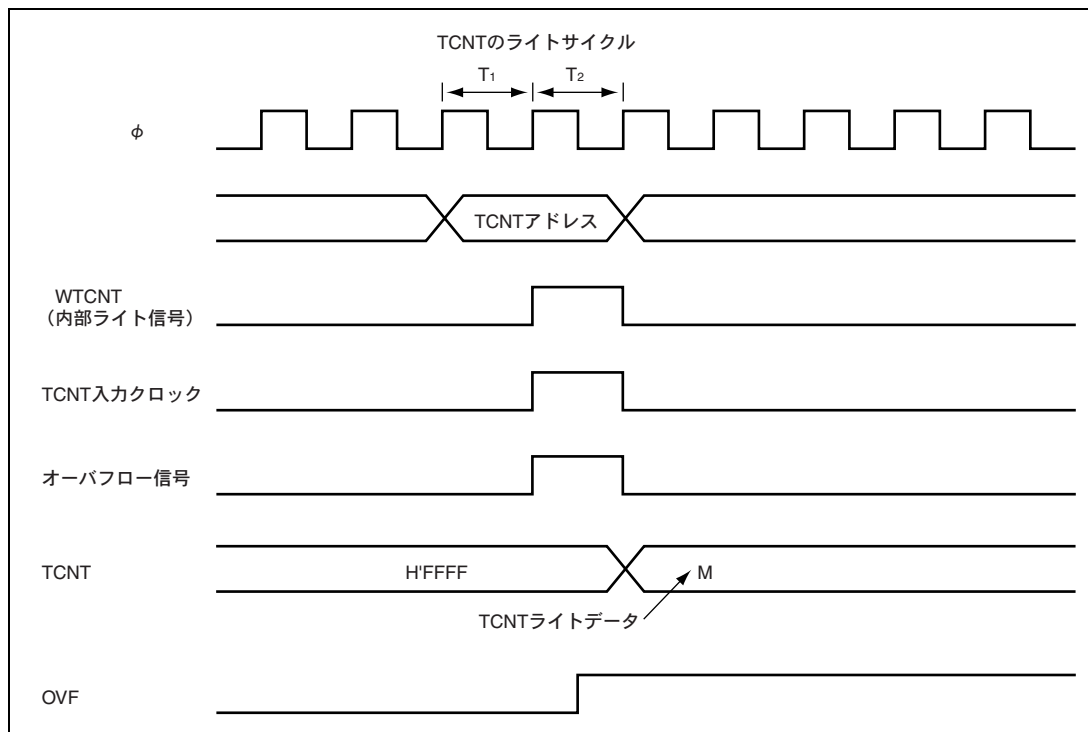 TCNTのライトサイクル
T1 T2
φ
TCNTアドレス
WTCNT
（内部ライト信号）
TCNT入力クロック
オーバフロー信号
TCNT
H'FFFF
M
TCNTライトデータ
OVF